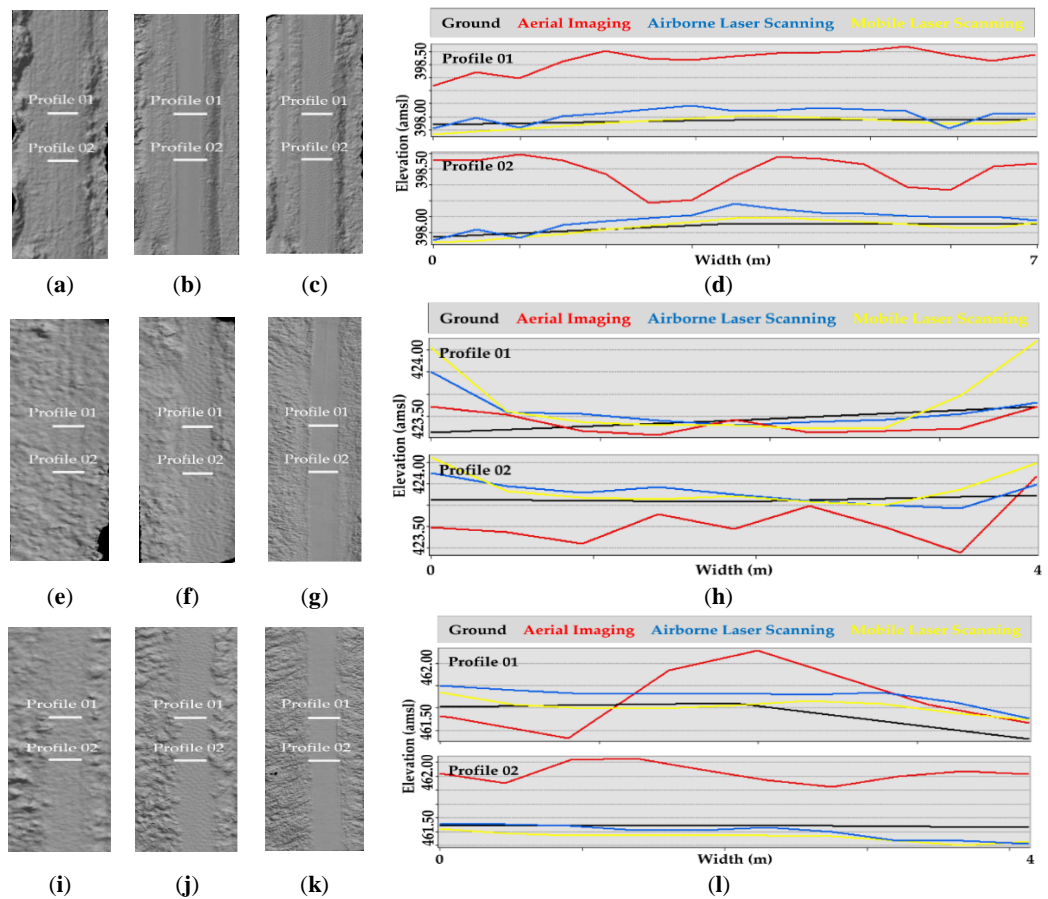 Profile 01
Profile 02
(a)
Profile 01
Profile 02
(b)
Profile 01
Profile 02
(c)
Ground Aerial Imaging Airborne Laser Scanning Mobile Laser Scanning
Profile 01
398.50
398.00
Profile 02
398.50
398.00
Elevation (amsl)
0 Width (m) 7
(d)
Profile 01
Profile 02
(e)
Profile 01
Profile 02
(f)
Profile 01
Profile 02
(g)
Ground Aerial Imaging Airborne Laser Scanning Mobile Laser Scanning
Profile 01
424.00
423.50
Profile 02
424.00
423.50
Elevation (amsl)
0 Width (m) 4
(h)
Profile 01
Profile 02
(i)
Profile 01
Profile 02
(j)
Profile 01
Profile 02
(k)
Ground Aerial Imaging Airborne Laser Scanning Mobile Laser Scanning
Profile 01
462.00
461.50
461.50
Profile 02
462.00
461.50
461.50
Elevation (amsl)
0 Width (m) 4
(l)